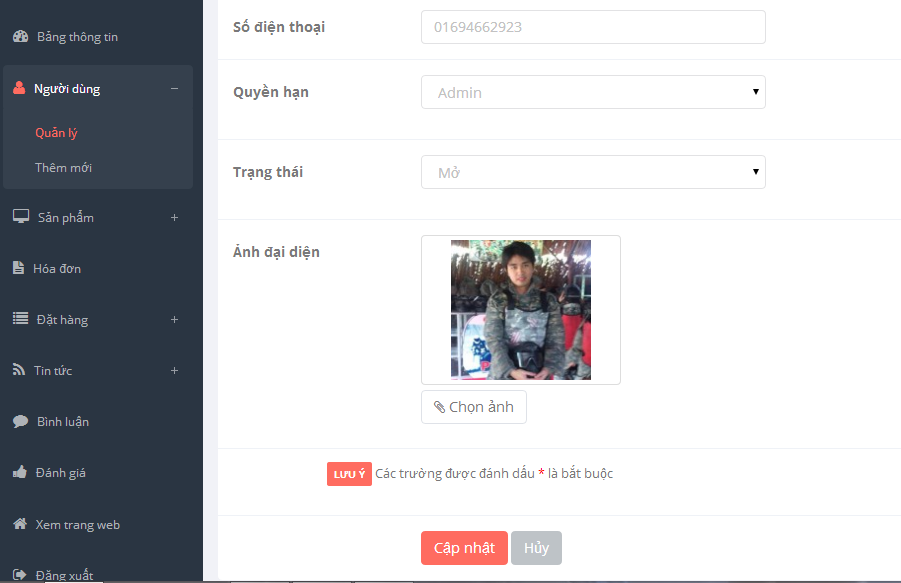 Bảng thông tin
Người dùng
Quản lý
Thêm mới
Sản phẩm
Hóa đơn
Đặt hàng
Tin tức
Bình luận
Đánh giá
Xem trang web
Đăng xuất
Số điện thoại
01694662923
Quyền hạn
Admin
Trạng thái
Mở
Ảnh đại diện
Chọn ảnh
LƯU Ý Các trường được đánh dấu * là bắt buộc
Cập nhật Hủy